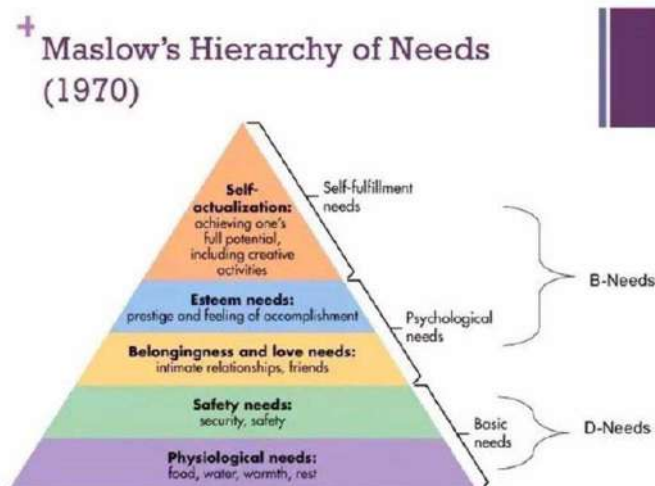 +
Maslow's Hierarchy of Needs
(1970)
Self-
actualization:
achieving one's
full potential,
including creative
activities
Esteem needs:
prestige and feeling of accomplishment
Belongingness and love needs:
intimate relationships, friends
Safety needs:
security, safety
Physiological needs:
food, water, warmth, rest
Self-fulfillment
needs
Psychological
needs
Basic
needs
B-Needs
D-Needs